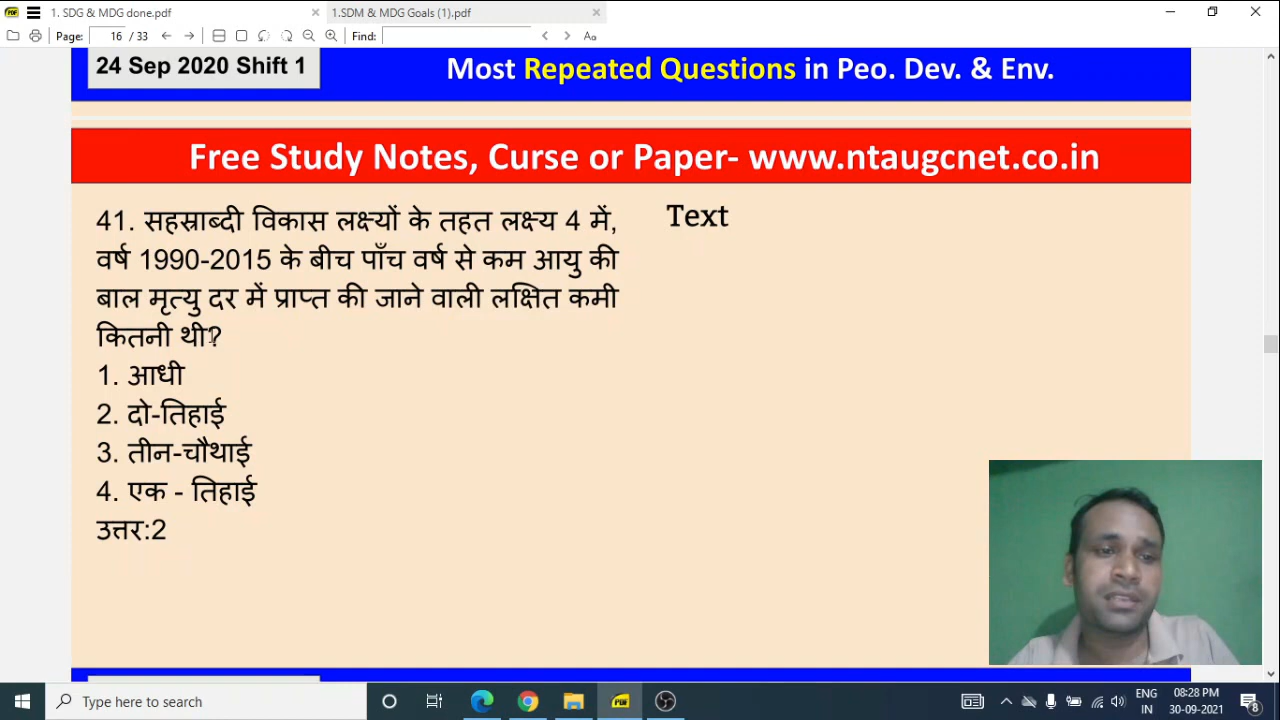 1. SDG & MDG done.pdf
1.SDM & MDG Goals (1).pdf
Page: 16 / 33 Find:
24 Sep 2020 Shift 1
Most Repeated Questions in Peo. Dev. & Env.
Free Study Notes, Curse or Paper- www.ntaugcnet.co.in
41. सहस्राब्दी विकास लक्ष्यों के तहत लक्ष्य 4 में,
वर्ष 1990-2015 के बीच पाँच वर्ष से कम आयु की
बाल मृत्यु दर में प्राप्त की जाने वाली लक्षित कमी
कितनी थी?
1. आधी
2. दो-तिहाई
3. तीन-चौथाई
4. एक - तिहाई
उत्तर:2
Text
Type here to search
ENG
IN
08:28 PM
30-09-2021
8